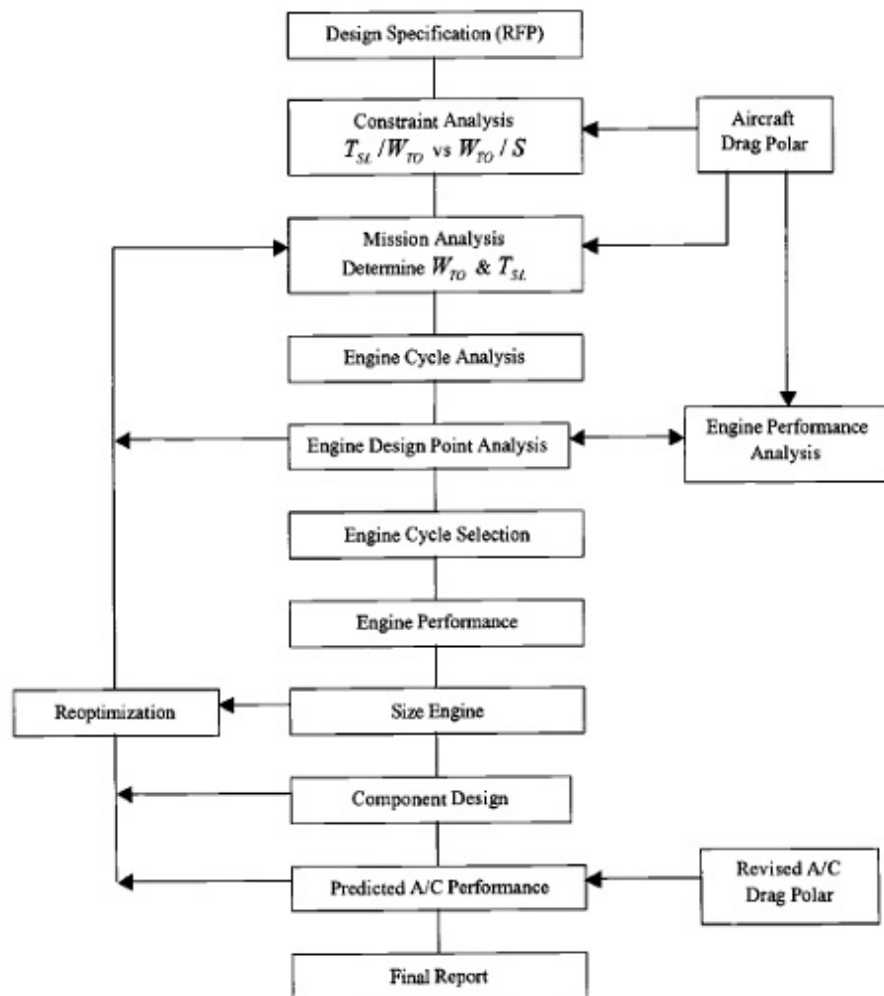 Design Specification (RFP)
Constraint Analysis
T_SL / W_TO vs W_TO / S
Aircraft
Drag Polar
Mission Analysis
Determine W_TO & T_SL
Engine Cycle Analysis
Engine Design Point Analysis
Engine Performance
Analysis
Engine Cycle Selection
Engine Performance
Reoptimization
Size Engine
Component Design
Predicted A/C Performance
Revised A/C
Drag Polar
Final Report